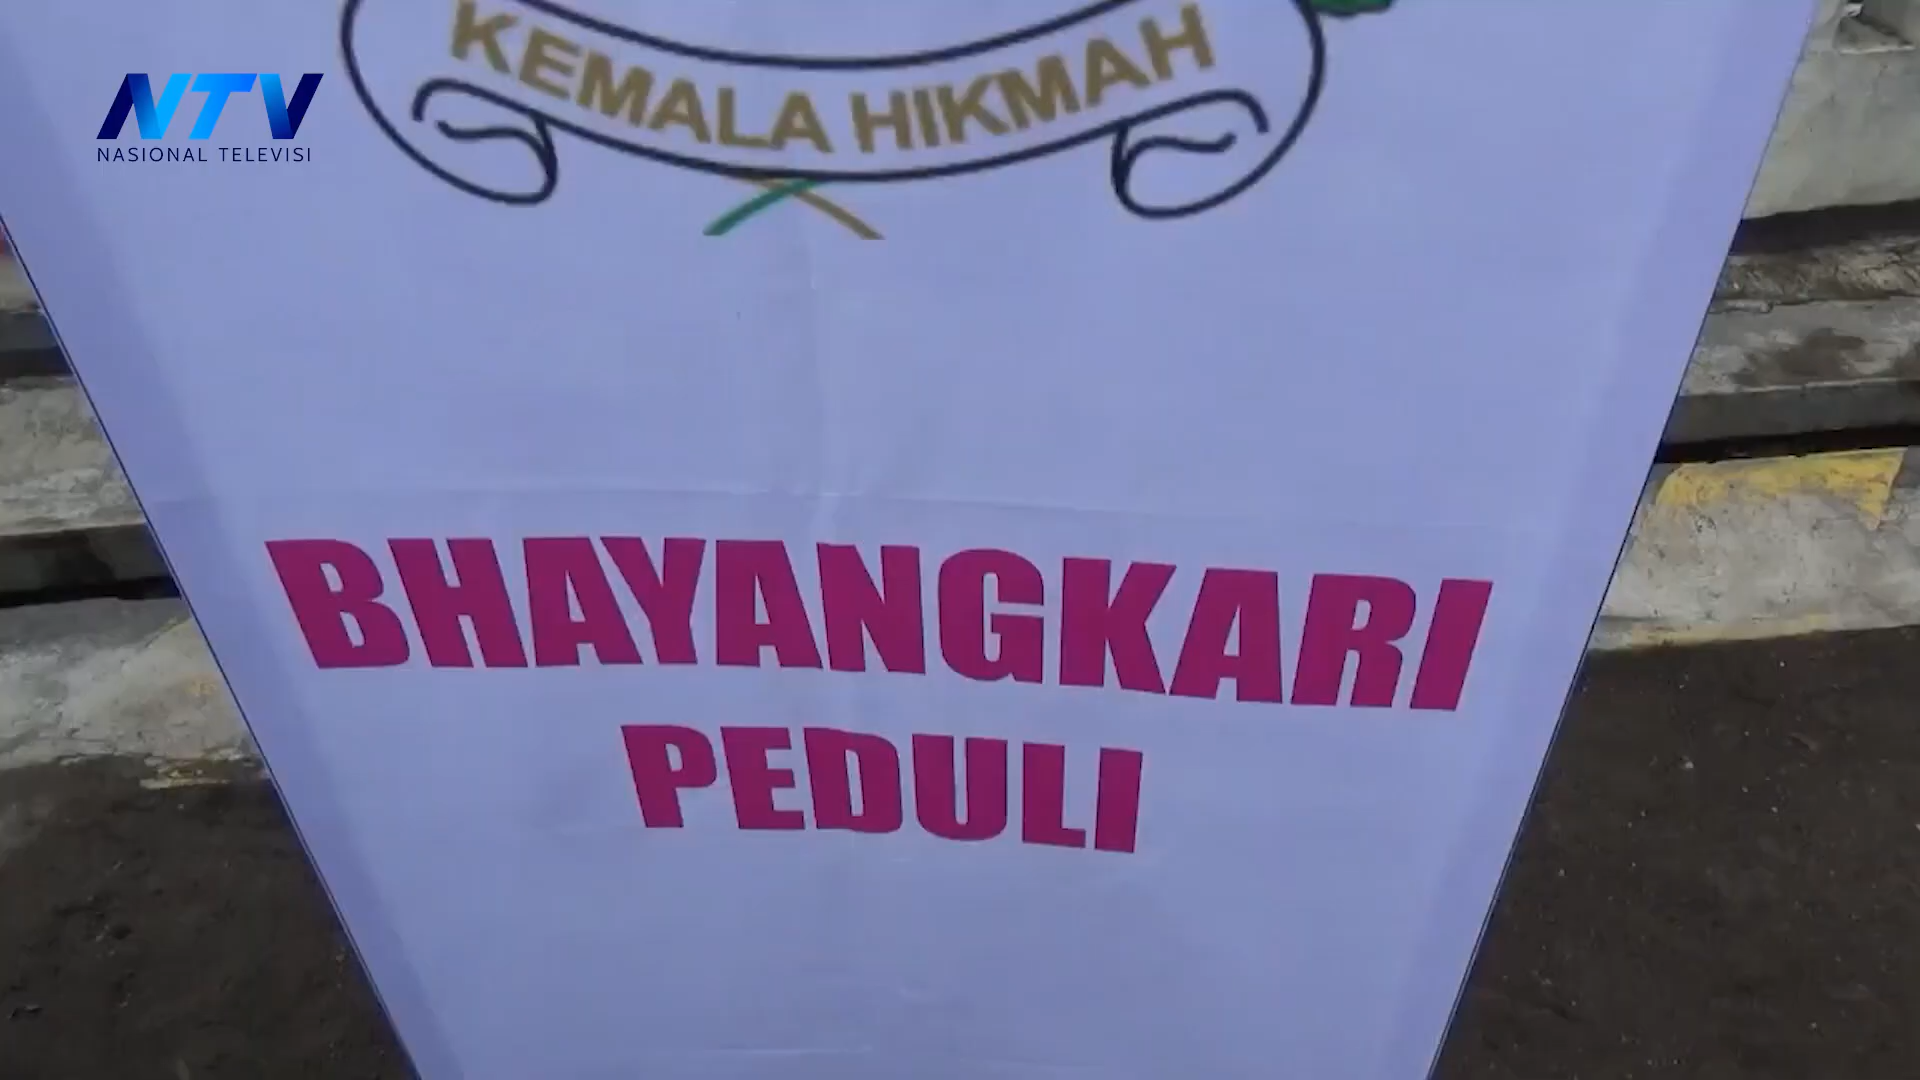 KEMALA HIKMAH
NTV
NASIONAL TELEVISI
BHAYANGKARI
PEDULI